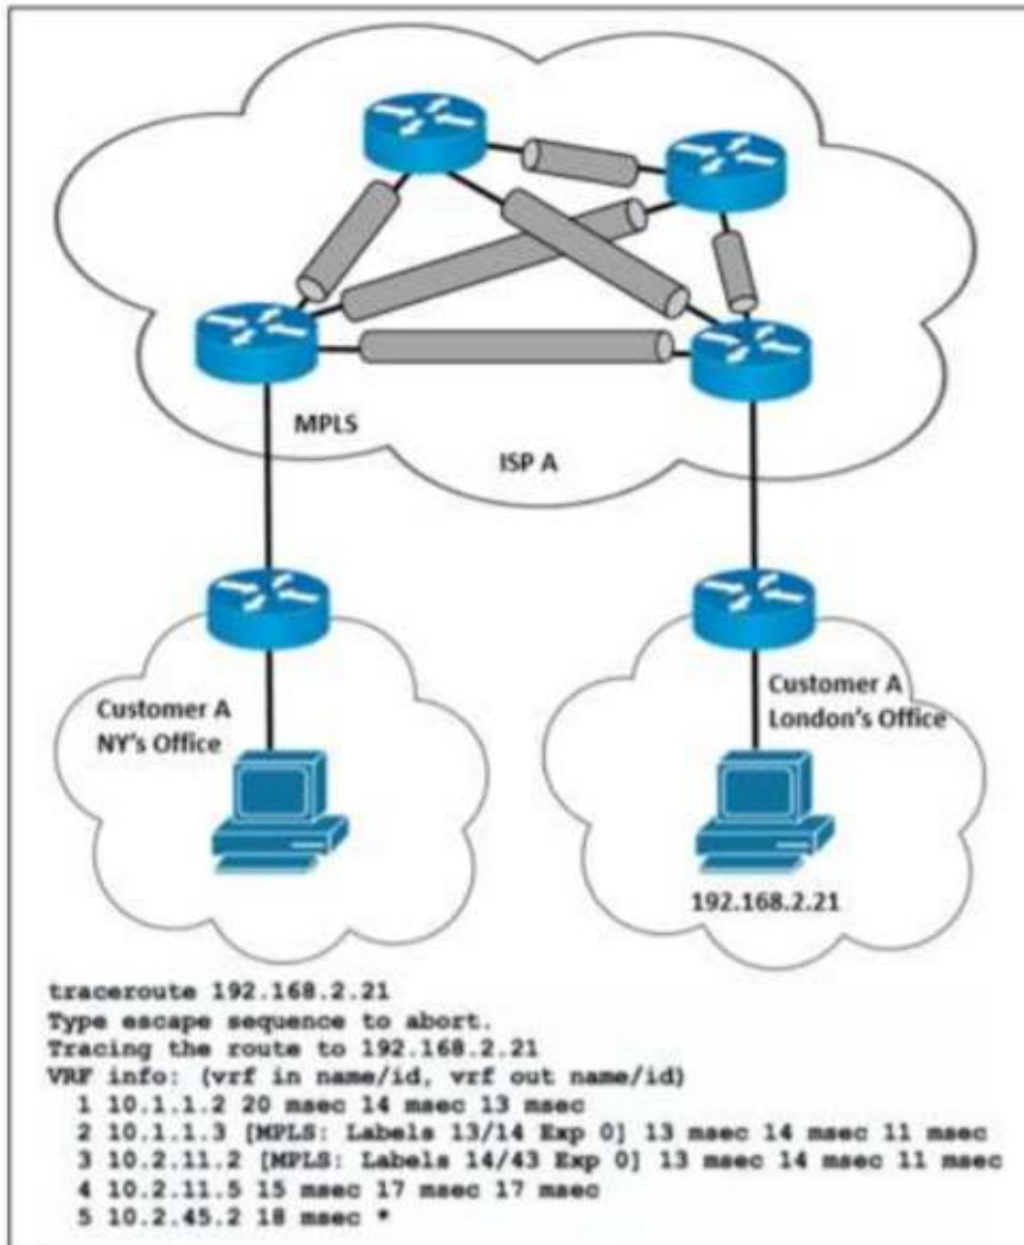 MPLS
ISP A
Customer A
NY's Office
Customer A
London's Office
192.168.2.21
traceroute 192.168.2.21
Type escape sequence to abort.
Tracing the route to 192.168.2.21
VRF info: (vrf in name/id, vrf out name/id)
1 10.1.1.2 20 msec 14 msec 13 msec
2 10.1.1.3 [MPLS: Labels 13/14 Exp 0] 13 msec 14 msec 11 msec
3 10.2.11.2 [MPLS: Labels 14/43 Exp 0] 13 msec 14 msec 11 msec
4 10.2.11.5 15 msec 17 msec 17 msec
5 10.2.45.2 18 msec *